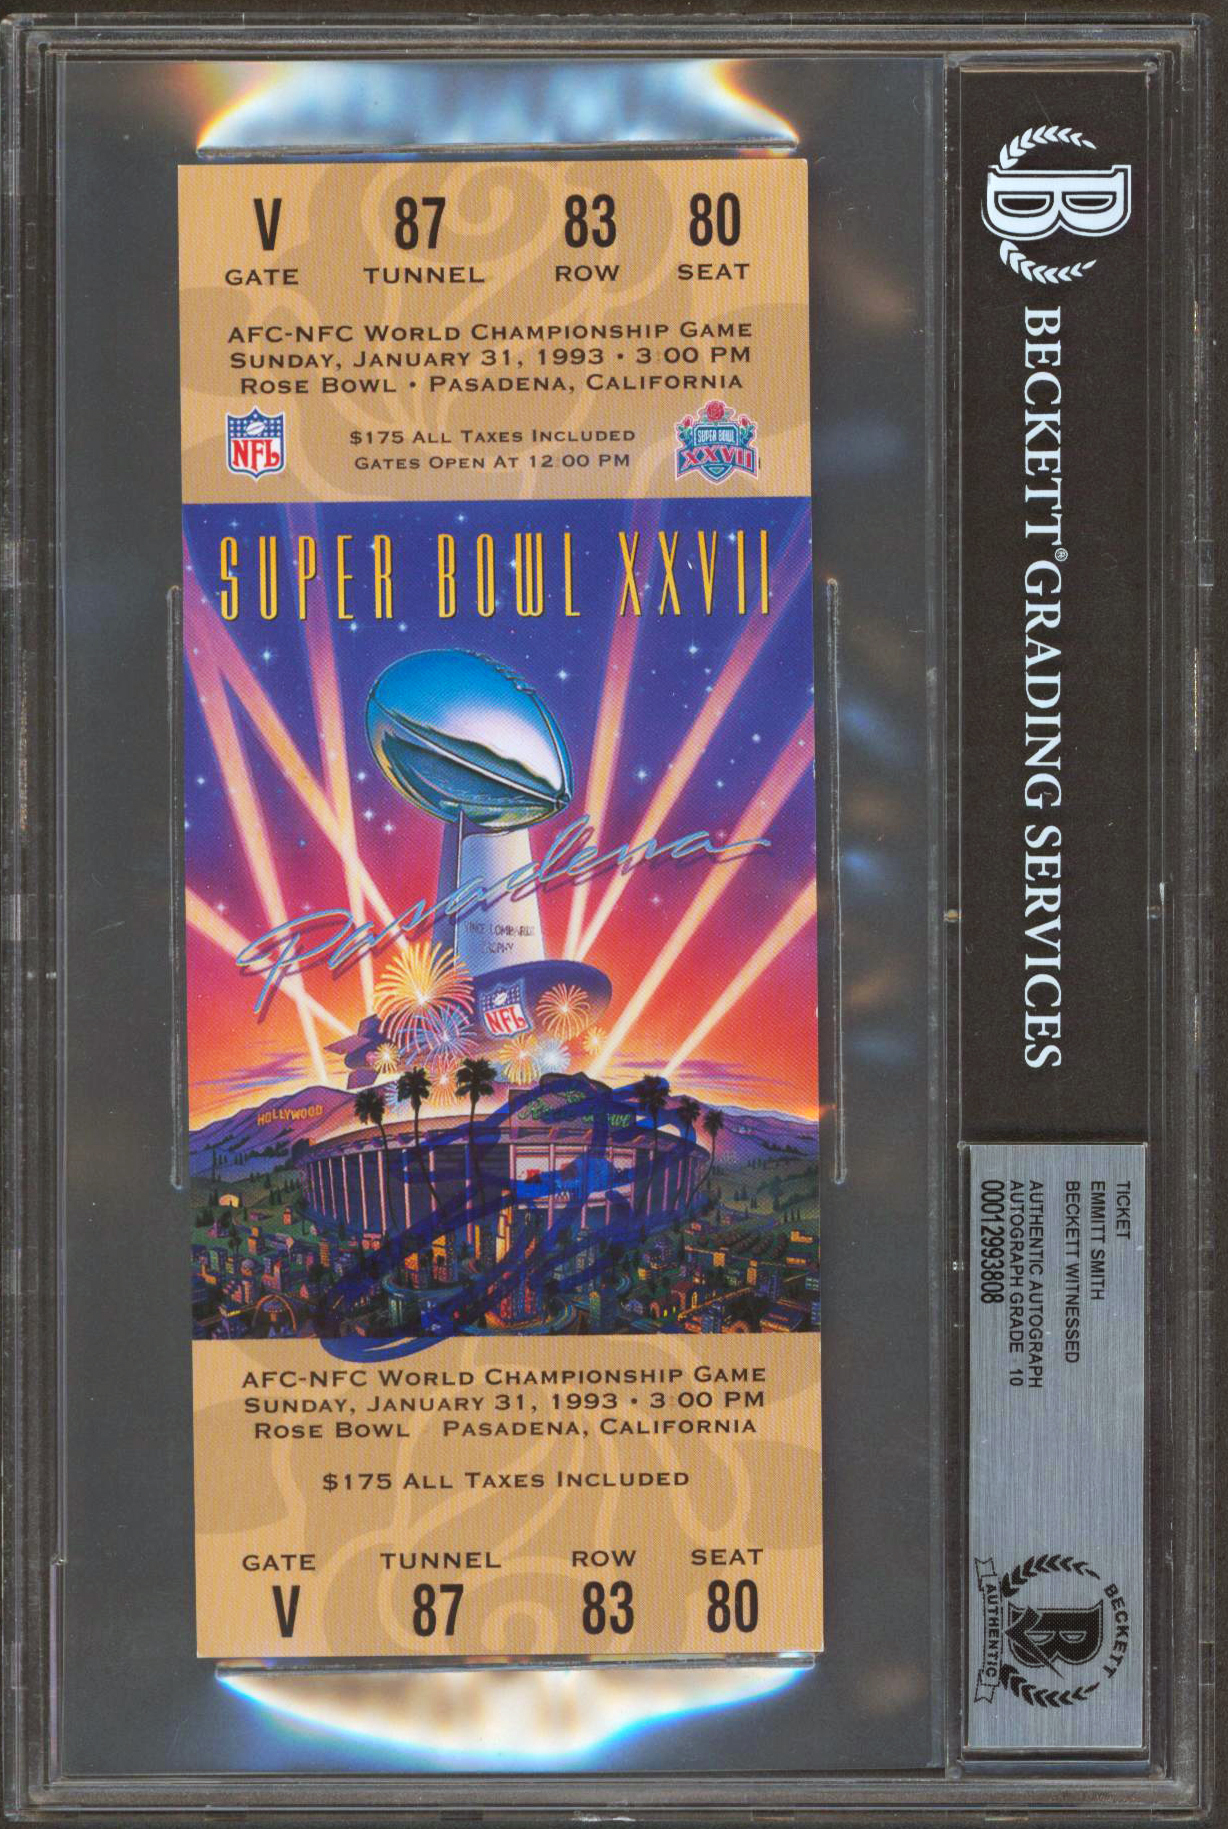 V 87 83 80
GATE TUNNEL ROW SEAT
AFC-NFC WORLD CHAMPIONSHIP GAME
SUNDAY, JANUARY 31, 1993 • 3:00 PM
ROSE BOWL • PASADENA, CALIFORNIA
NFL
$175 ALL TAXES INCLUDED
GATES OPEN AT 12:00 PM
SUPER BOWL
XXVII
SUPER BOWL XXVII
Pasadena
VINCE LOMBARDI
TROPHY
NFL
HOLLYWOOD
AFC-NFC WORLD CHAMPIONSHIP GAME
SUNDAY, JANUARY 31, 1993 • 3:00 PM
ROSE BOWL PASADENA, CALIFORNIA
$175 ALL TAXES INCLUDED
GATE TUNNEL ROW SEAT
V 87 83 80
B
BECKETT® GRADING SERVICES
TICKET
EMMITT SMITH
BECKETT WITNESSED
AUTHENTIC AUTOGRAPH
AUTOGRAPH GRADE 10
00012993808
BECKETT
B
AUTHENTIC